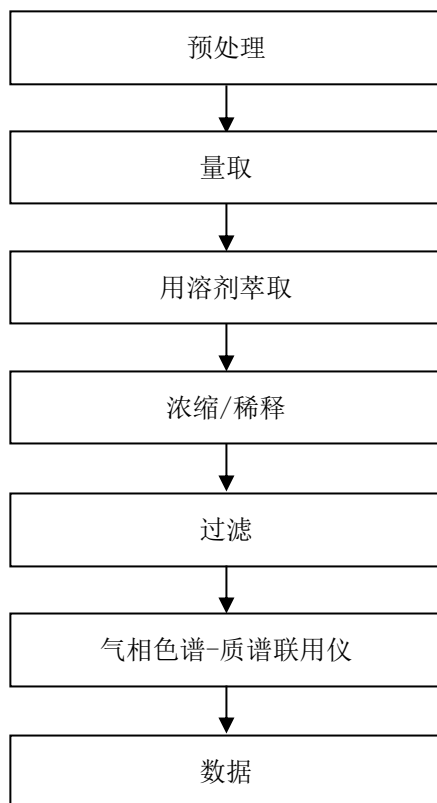 预处理
量取
用溶剂萃取
浓缩/稀释
过滤
气相色谱-质谱联用仪
数据